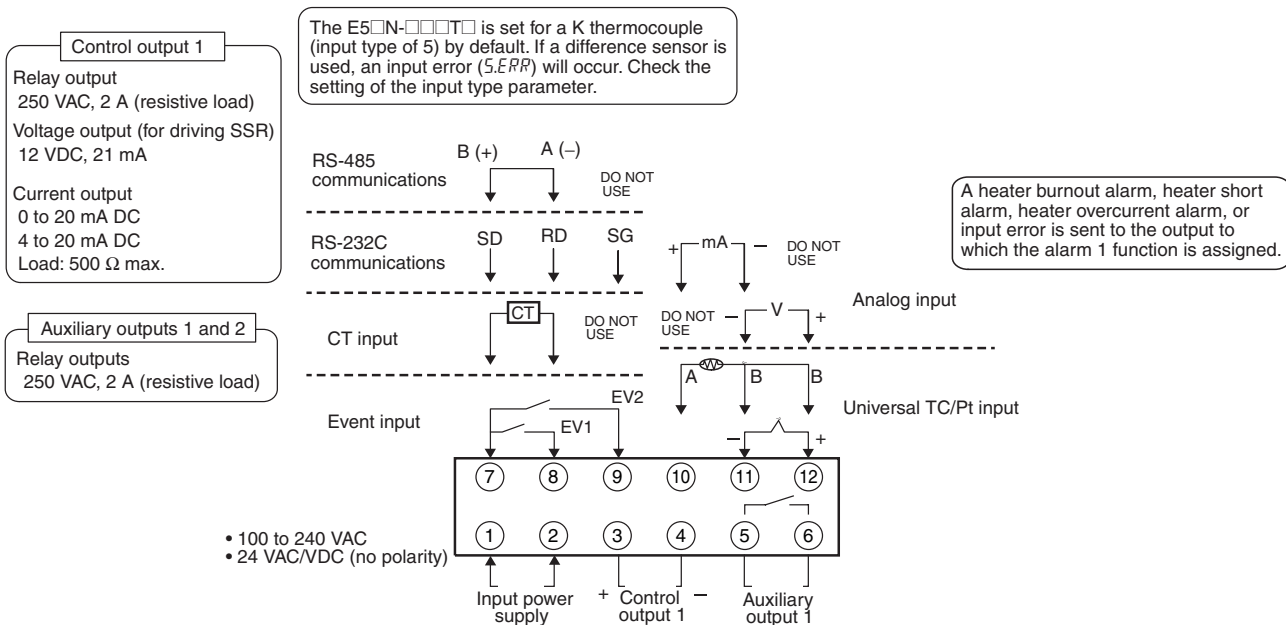 Control output 1
Relay output
250 VAC, 2 A (resistive load)
Voltage output (for driving SSR)
12 VDC, 21 mA
Current output
0 to 20 mA DC
4 to 20 mA DC
Load: 500 Ω max.
Auxiliary outputs 1 and 2
Relay outputs
250 VAC, 2 A (resistive load)
The E5□N-□□□T□ is set for a K thermocouple
(input type of 5) by default. If a difference sensor is
used, an input error (S.ERR) will occur. Check the
setting of the input type parameter.
A heater burnout alarm, heater short
alarm, heater overcurrent alarm, or
input error is sent to the output to
which the alarm 1 function is assigned.
RS-485
communications
B (+) A (−)
DO NOT
USE
RS-232C
communications
SD RD SG
CT input
CT
DO NOT
USE
Event input
EV2
EV1
+ mA −
DO NOT
USE
Analog input
DO NOT
USE
− V +
A B B
Universal TC/Pt input
− +
7 8 9 10 11 12
1 2 3 4 5 6
• 100 to 240 VAC
• 24 VAC/VDC (no polarity)
Input power
supply
+ Control −
output 1
Auxiliary
output 1